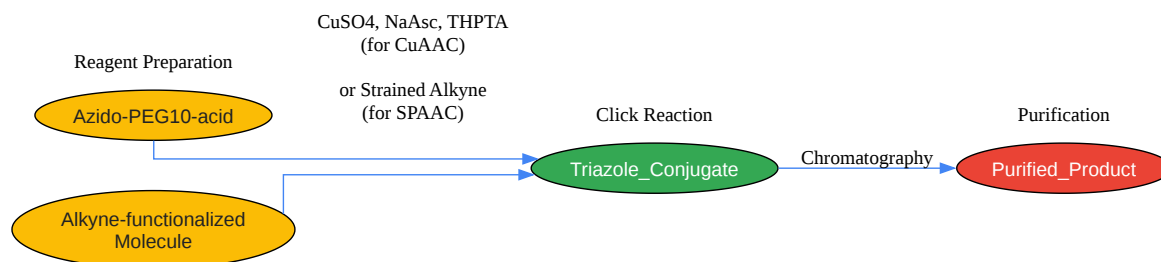 CuSO4, NaAsc, THPTA
(for CuAAC)
or Strained Alkyne
(for SPAAC)
Reagent Preparation
Azido-PEG10-acid
Alkyne-functionalized
Molecule
Click Reaction
Triazole_Conjugate
Chromatography
Purification
Purified_Product